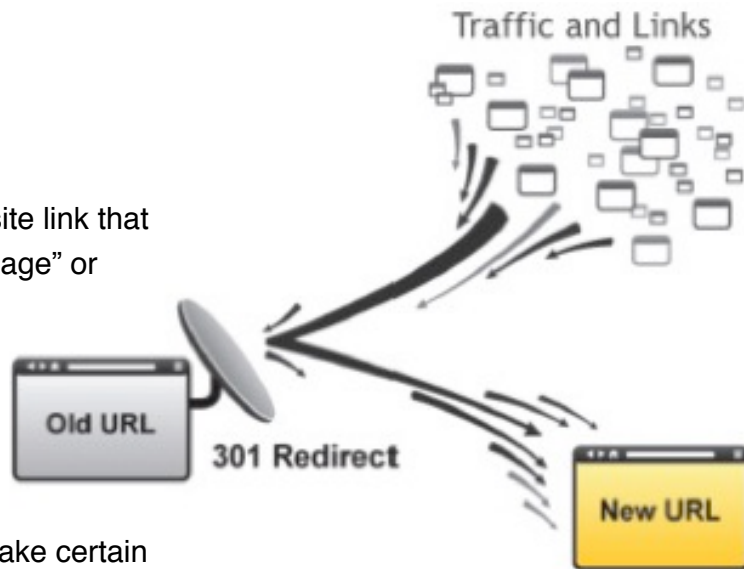 Traffic and Links
site link that
age” or
Old URL
301 Redirect
New URL
ake certain